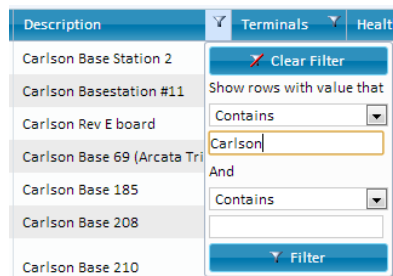 Description Terminals Healt
Carlson Base Station 2
Carlson Basestation #11
Carlson Rev E board
Carlson Base 69 (Arcata Tri
Carlson Base 185
Carlson Base 208
Carlson Base 210
Clear Filter
Show rows with value that
Contains
Carlson
And
Contains
Filter